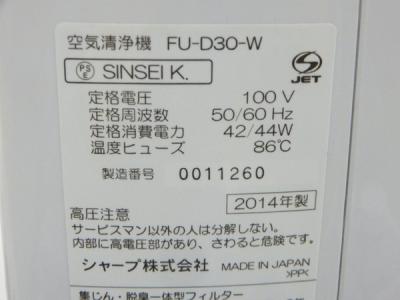 空気清浄機 FU-D30-W
PS E SINSEI K. S JET
定格電圧 100 V
定格周波数 50/60 Hz
定格消費電力 42/44W
温度ヒューズ 86℃
製造番号 0011260
2014年製
高圧注意
サービスマン以外の人は分解しない。
内部に高電圧部があり、さわると危険です。
シャープ株式会社 MADE IN JAPAN >PP<
集じん・脱臭一体型フィルター